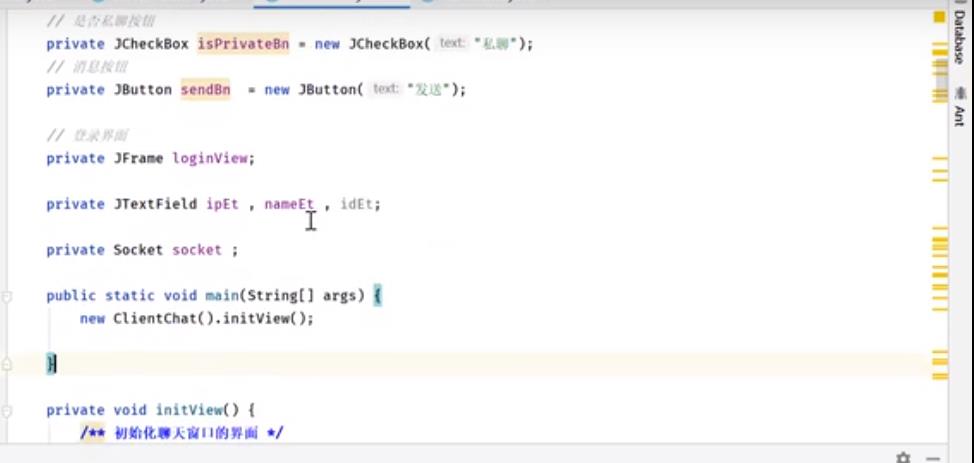 // 是否私聊按钮
private JCheckBox isPrivateBn = new JCheckBox( text: "私聊");
// 消息按钮
private JButton sendBn  = new JButton( text: "发送");
// 登录界面
private JFrame loginView;
private JTextField ipEt , nameEt , idEt;
private Socket socket ;
public static void main(String[] args) {
new ClientChat().initView();
}
private void initView() {
/** 初始化聊天窗口的界面 */
Database
Ant